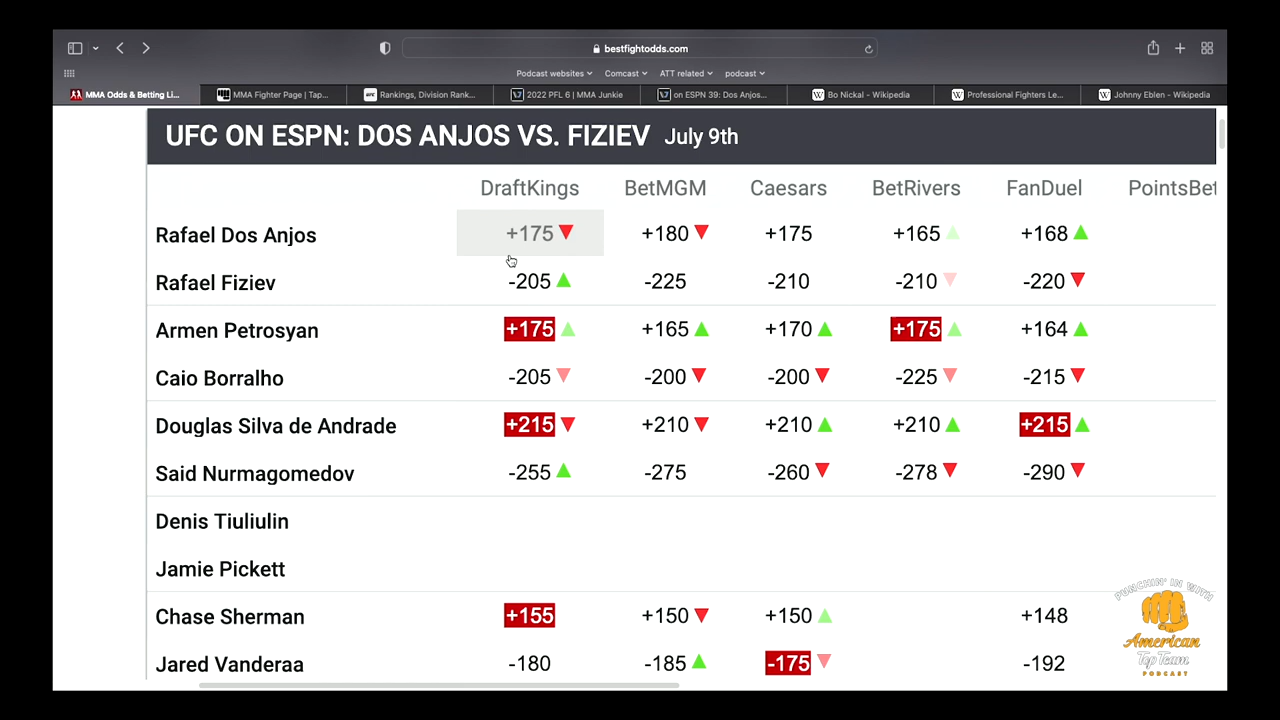 bestfightodds.com
Podcast websites Comcast ATT related podcast
MMA Odds & Betting Li... MMA Fighter Page | Tap... Rankings, Division Rank... 2022 PFL 6 | MMA Junkie on ESPN 39: Dos Anjos... Bo Nickal - Wikipedia Professional Fighters Le... Johnny Eblen - Wikipedia
UFC ON ESPN: DOS ANJOS VS. FIZIEV July 9th
DraftKings BetMGM Caesars BetRivers FanDuel PointsBet
Rafael Dos Anjos +175 +180 +175 +165 +168
Rafael Fiziev -205 -225 -210 -210 -220
Armen Petrosyan +175 +165 +170 +175 +164
Caio Borralho -205 -200 -200 -225 -215
Douglas Silva de Andrade +215 +210 +210 +210 +215
Said Nurmagomedov -255 -275 -260 -278 -290
Denis Tiuliulin
Jamie Pickett
Chase Sherman +155 +150 +150 +148
Jared Vanderaa -180 -185 -175 -192
PUNCHIN' IN WITH
American
Top Team
PODCAST